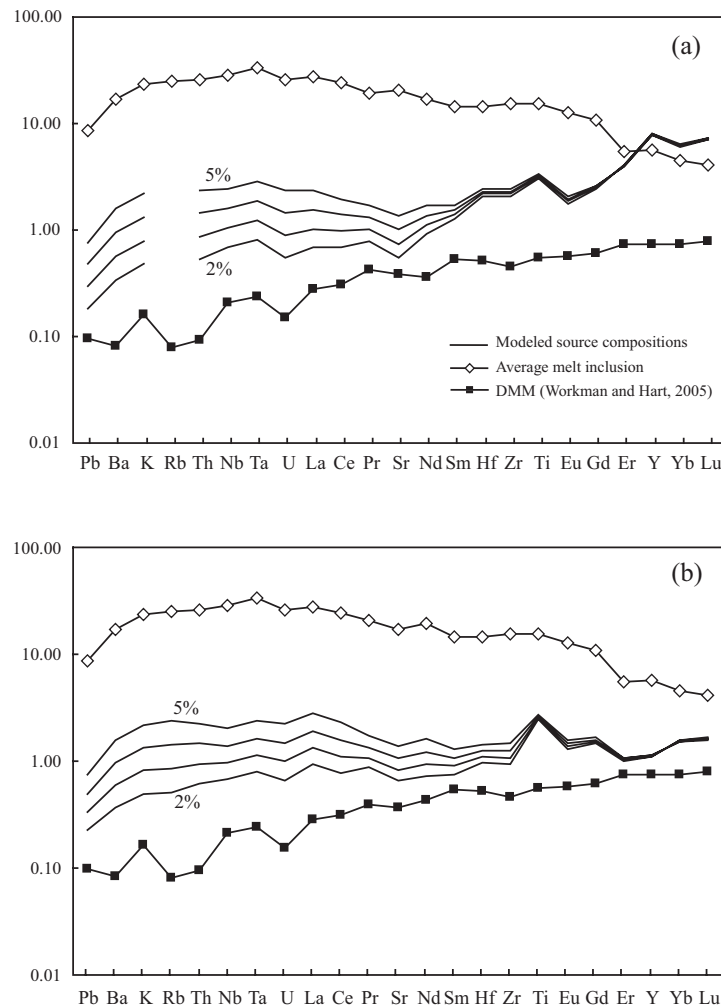 100.00
(a)
10.00
5%
1.00
2%
0.10
Modeled source compositions
Average melt inclusion
DMM (Workman and Hart, 2005)
0.01
Pb Ba K Rb Th Nb Ta U La Ce Pr Sr Nd Sm Hf Zr Ti Eu Gd Er Y Yb Lu
100.00
(b)
10.00
5%
1.00
2%
0.10
0.01
Pb Ba K Rb Th Nb Ta U La Ce Pr Sr Nd Sm Hf Zr Ti Eu Gd Er Y Yb Lu